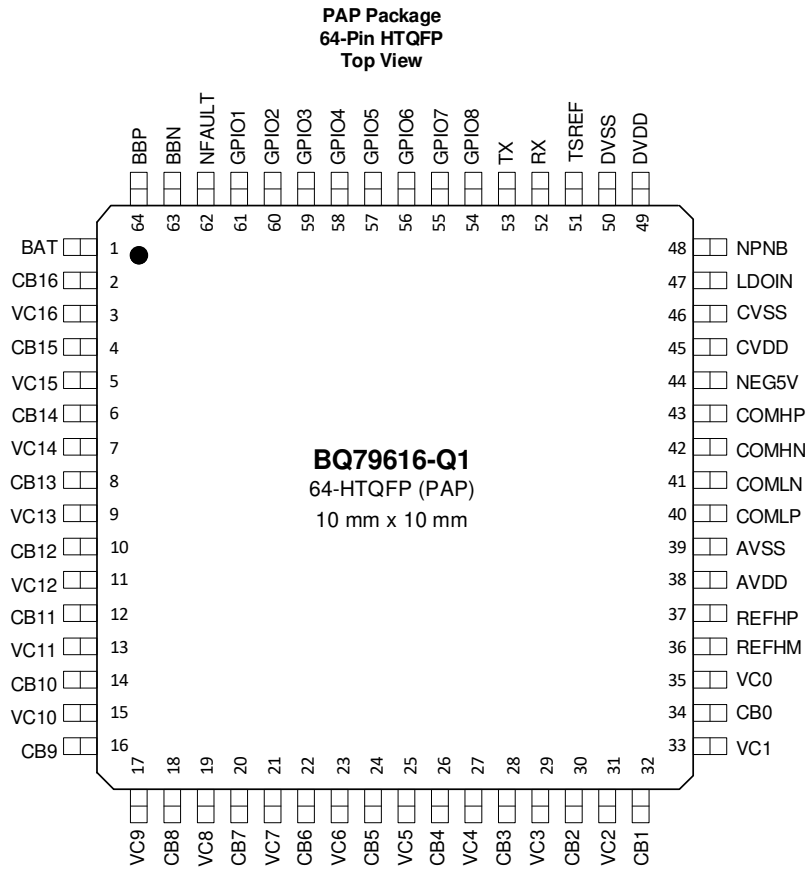 PAP Package
64-Pin HTQFP
Top View
BBP
BBN
NFAULT
GPIO1
GPIO2
GPIO3
GPIO4
GPIO5
GPIO6
GPIO7
GPIO8
TX
RX
TSREF
DVSS
DVDD
64
63
62
61
60
59
58
57
56
55
54
53
52
51
50
49
BAT 1
CB16 2
VC16 3
CB15 4
VC15 5
CB14 6
VC14 7
CB13 8
VC13 9
CB12 10
VC12 11
CB11 12
VC11 13
CB10 14
VC10 15
CB9 16
BQ79616-Q1
64-HTQFP (PAP)
10 mm x 10 mm
48 NPNB
47 LDOIN
46 CVSS
45 CVDD
44 NEG5V
43 COMHP
42 COMHN
41 COMLN
40 COMLP
39 AVSS
38 AVDD
37 REFHP
36 REFHM
35 VC0
34 CB0
33 VC1
17
18
19
20
21
22
23
24
25
26
27
28
29
30
31
32
VC9
CB8
VC8
CB7
VC7
CB6
VC6
CB5
VC5
CB4
VC4
CB3
VC3
CB2
VC2
CB1